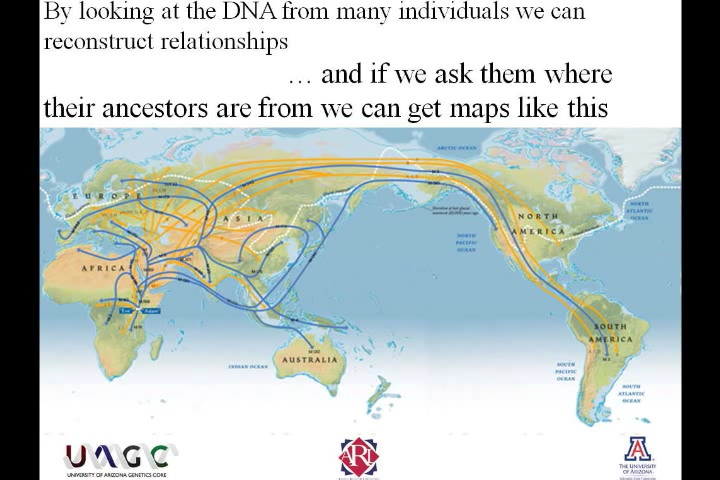 By looking at the DNA from many individuals we can
reconstruct relationships
… and if we ask them where
their ancestors are from we can get maps like this
ARCTIC OCEAN
EUROPE
ASIA
NORTH
AMERICA
NORTH
ATLANTIC
OCEAN
NORTH
PACIFIC
OCEAN
AFRICA
SOUTH
AMERICA
AUSTRALIA
INDIAN OCEAN
SOUTH
PACIFIC
OCEAN
SOUTH
ATLANTIC
OCEAN
UAGC
UNIVERSITY OF ARIZONA GENETICS CORE
ARL
A
THE UNIVERSITY
OF ARIZONA